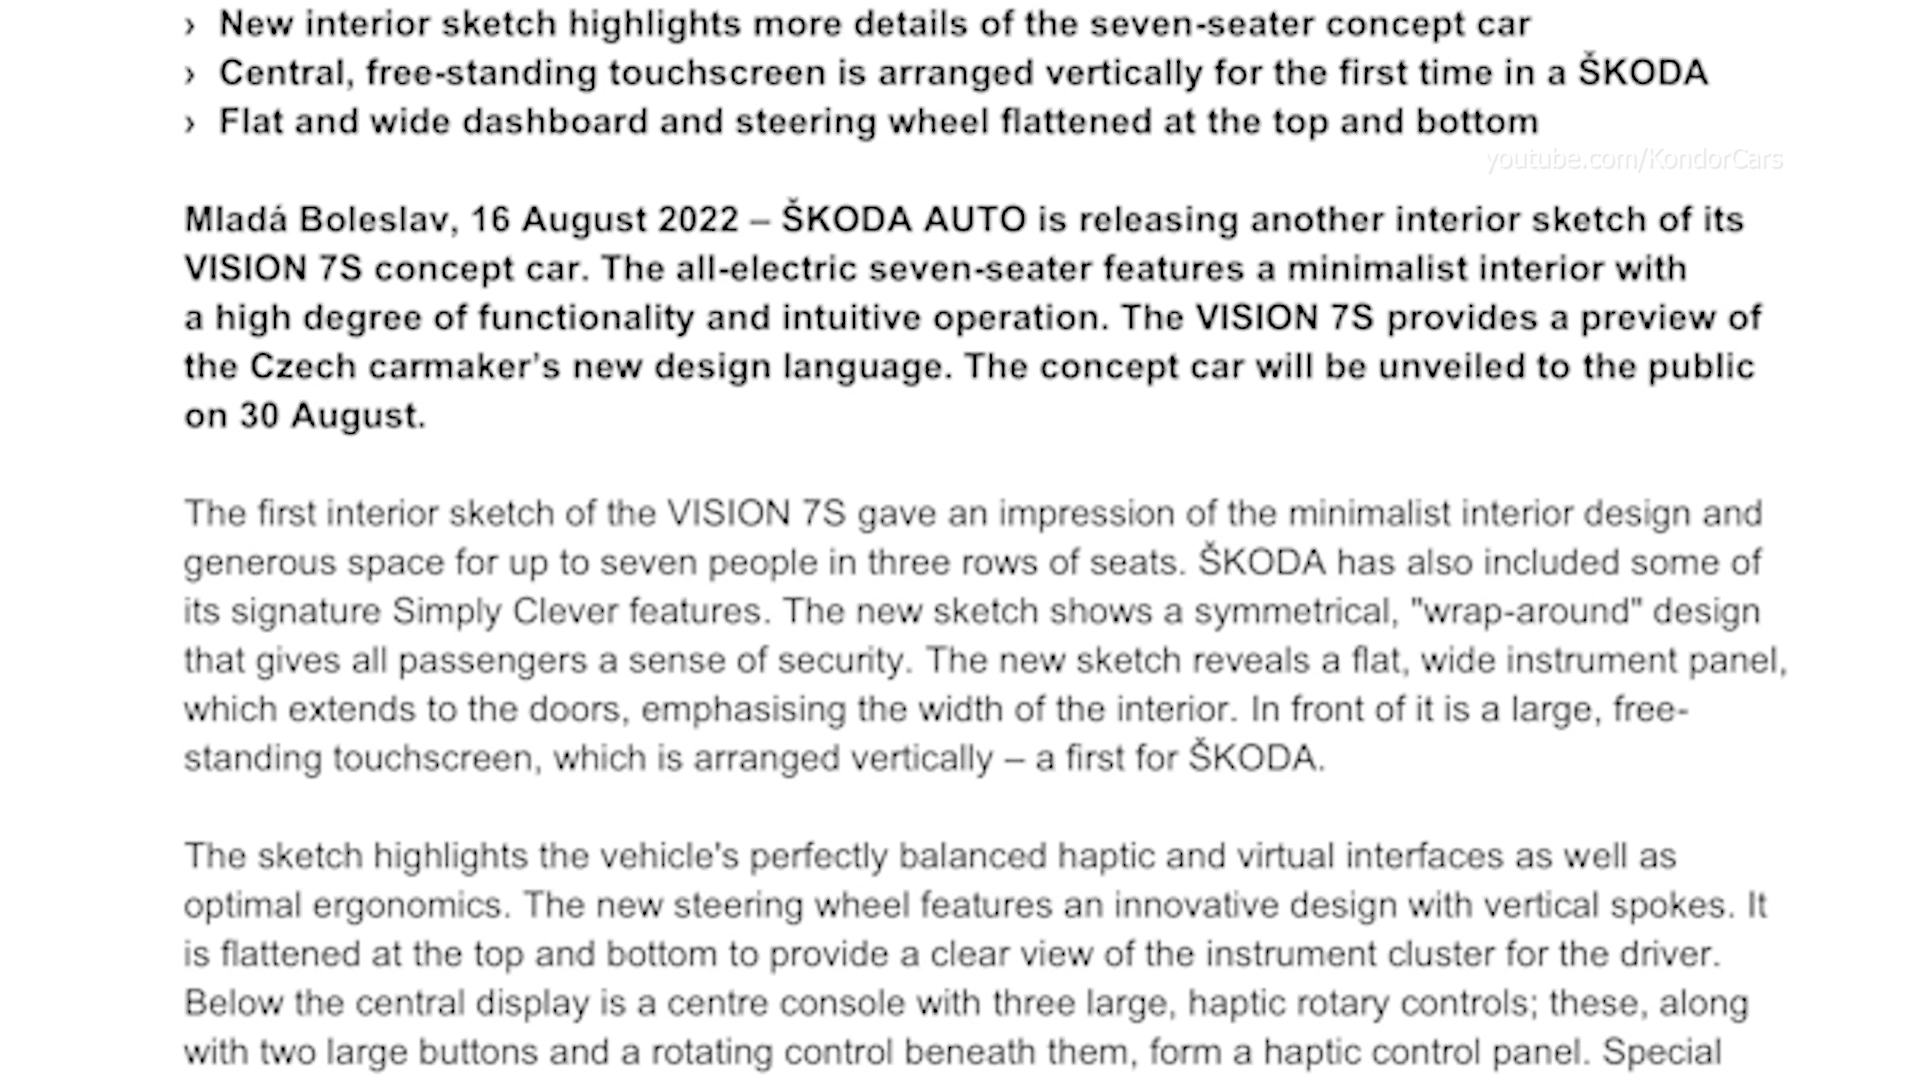 › New interior sketch highlights more details of the seven-seater concept car
› Central, free-standing touchscreen is arranged vertically for the first time in a ŠKODA
› Flat and wide dashboard and steering wheel flattened at the top and bottom
youtube.com/KondorCars
Mladá Boleslav, 16 August 2022 – ŠKODA AUTO is releasing another interior sketch of its
VISION 7S concept car. The all-electric seven-seater features a minimalist interior with
a high degree of functionality and intuitive operation. The VISION 7S provides a preview of
the Czech carmaker's new design language. The concept car will be unveiled to the public
on 30 August.
The first interior sketch of the VISION 7S gave an impression of the minimalist interior design and
generous space for up to seven people in three rows of seats. ŠKODA has also included some of
its signature Simply Clever features. The new sketch shows a symmetrical, "wrap-around" design
that gives all passengers a sense of security. The new sketch reveals a flat, wide instrument panel,
which extends to the doors, emphasising the width of the interior. In front of it is a large, free-
standing touchscreen, which is arranged vertically – a first for ŠKODA.
The sketch highlights the vehicle's perfectly balanced haptic and virtual interfaces as well as
optimal ergonomics. The new steering wheel features an innovative design with vertical spokes. It
is flattened at the top and bottom to provide a clear view of the instrument cluster for the driver.
Below the central display is a centre console with three large, haptic rotary controls; these, along
with two large buttons and a rotating control beneath them, form a haptic control panel. Special